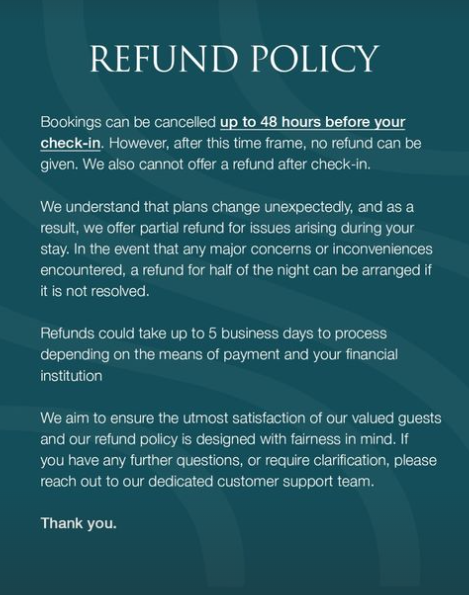 REFUND POLICY
Bookings can be cancelled up to 48 hours before your
check-in. However, after this time frame, no refund can be
given. We also cannot offer a refund after check-in.
We understand that plans change unexpectedly, and as a
result, we offer partial refund for issues arising during your
stay. In the event that any major concerns or inconveniences
encountered, a refund for half of the night can be arranged if
it is not resolved.
Refunds could take up to 5 business days to process
depending on the means of payment and your financial
institution
We aim to ensure the utmost satisfaction of our valued guests
and our refund policy is designed with fairness in mind. If
you have any further questions, or require clarification, please
reach out to our dedicated customer support team.
Thank you.